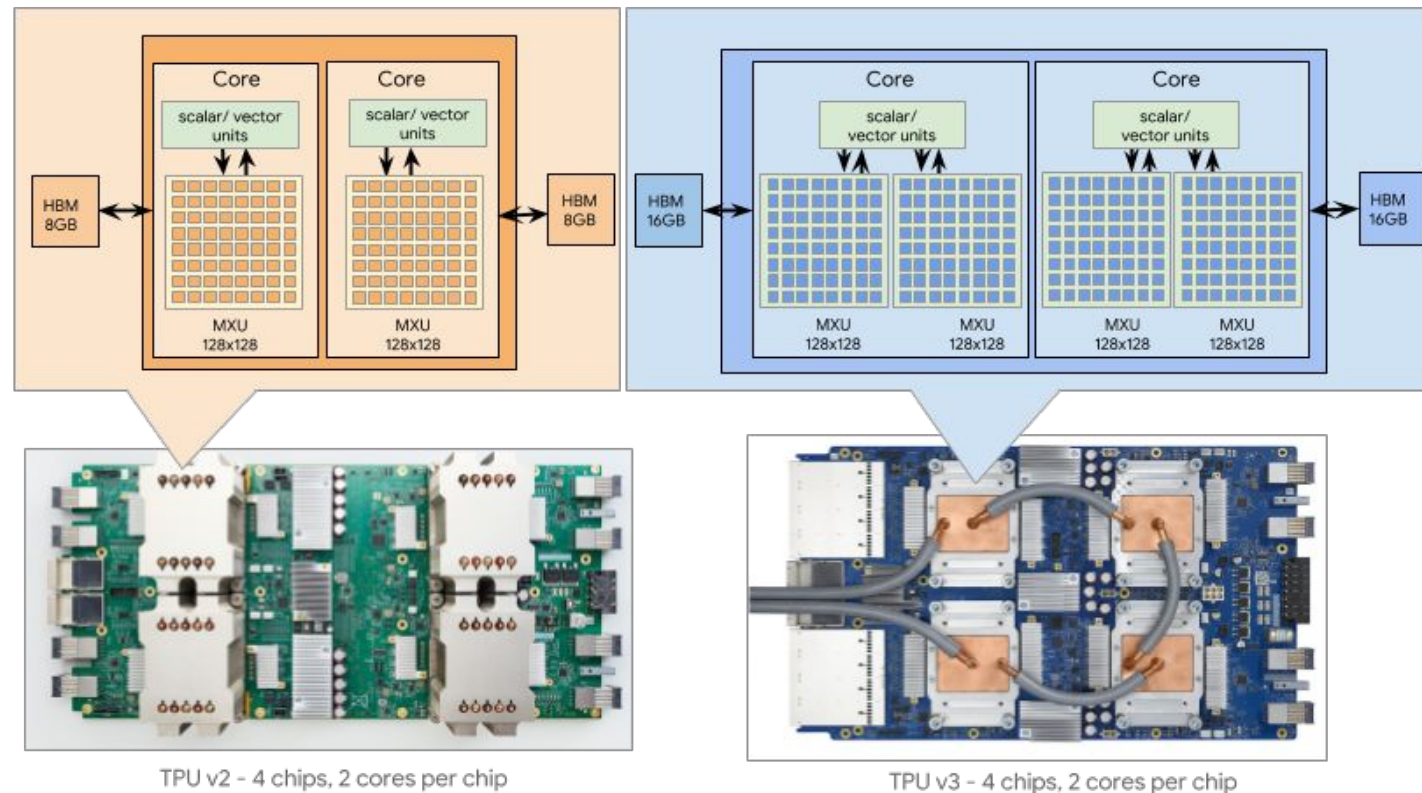 Core
scalar/ vector
units
MXU
128x128
Core
scalar/ vector
units
MXU
128x128
HBM
8GB
HBM
8GB
Core
scalar/
vector units
MXU
128x128
MXU
128x128
Core
scalar/
vector units
MXU
128x128
MXU
128x128
HBM
16GB
HBM
16GB
TPU v2 - 4 chips, 2 cores per chip
TPU v3 - 4 chips, 2 cores per chip